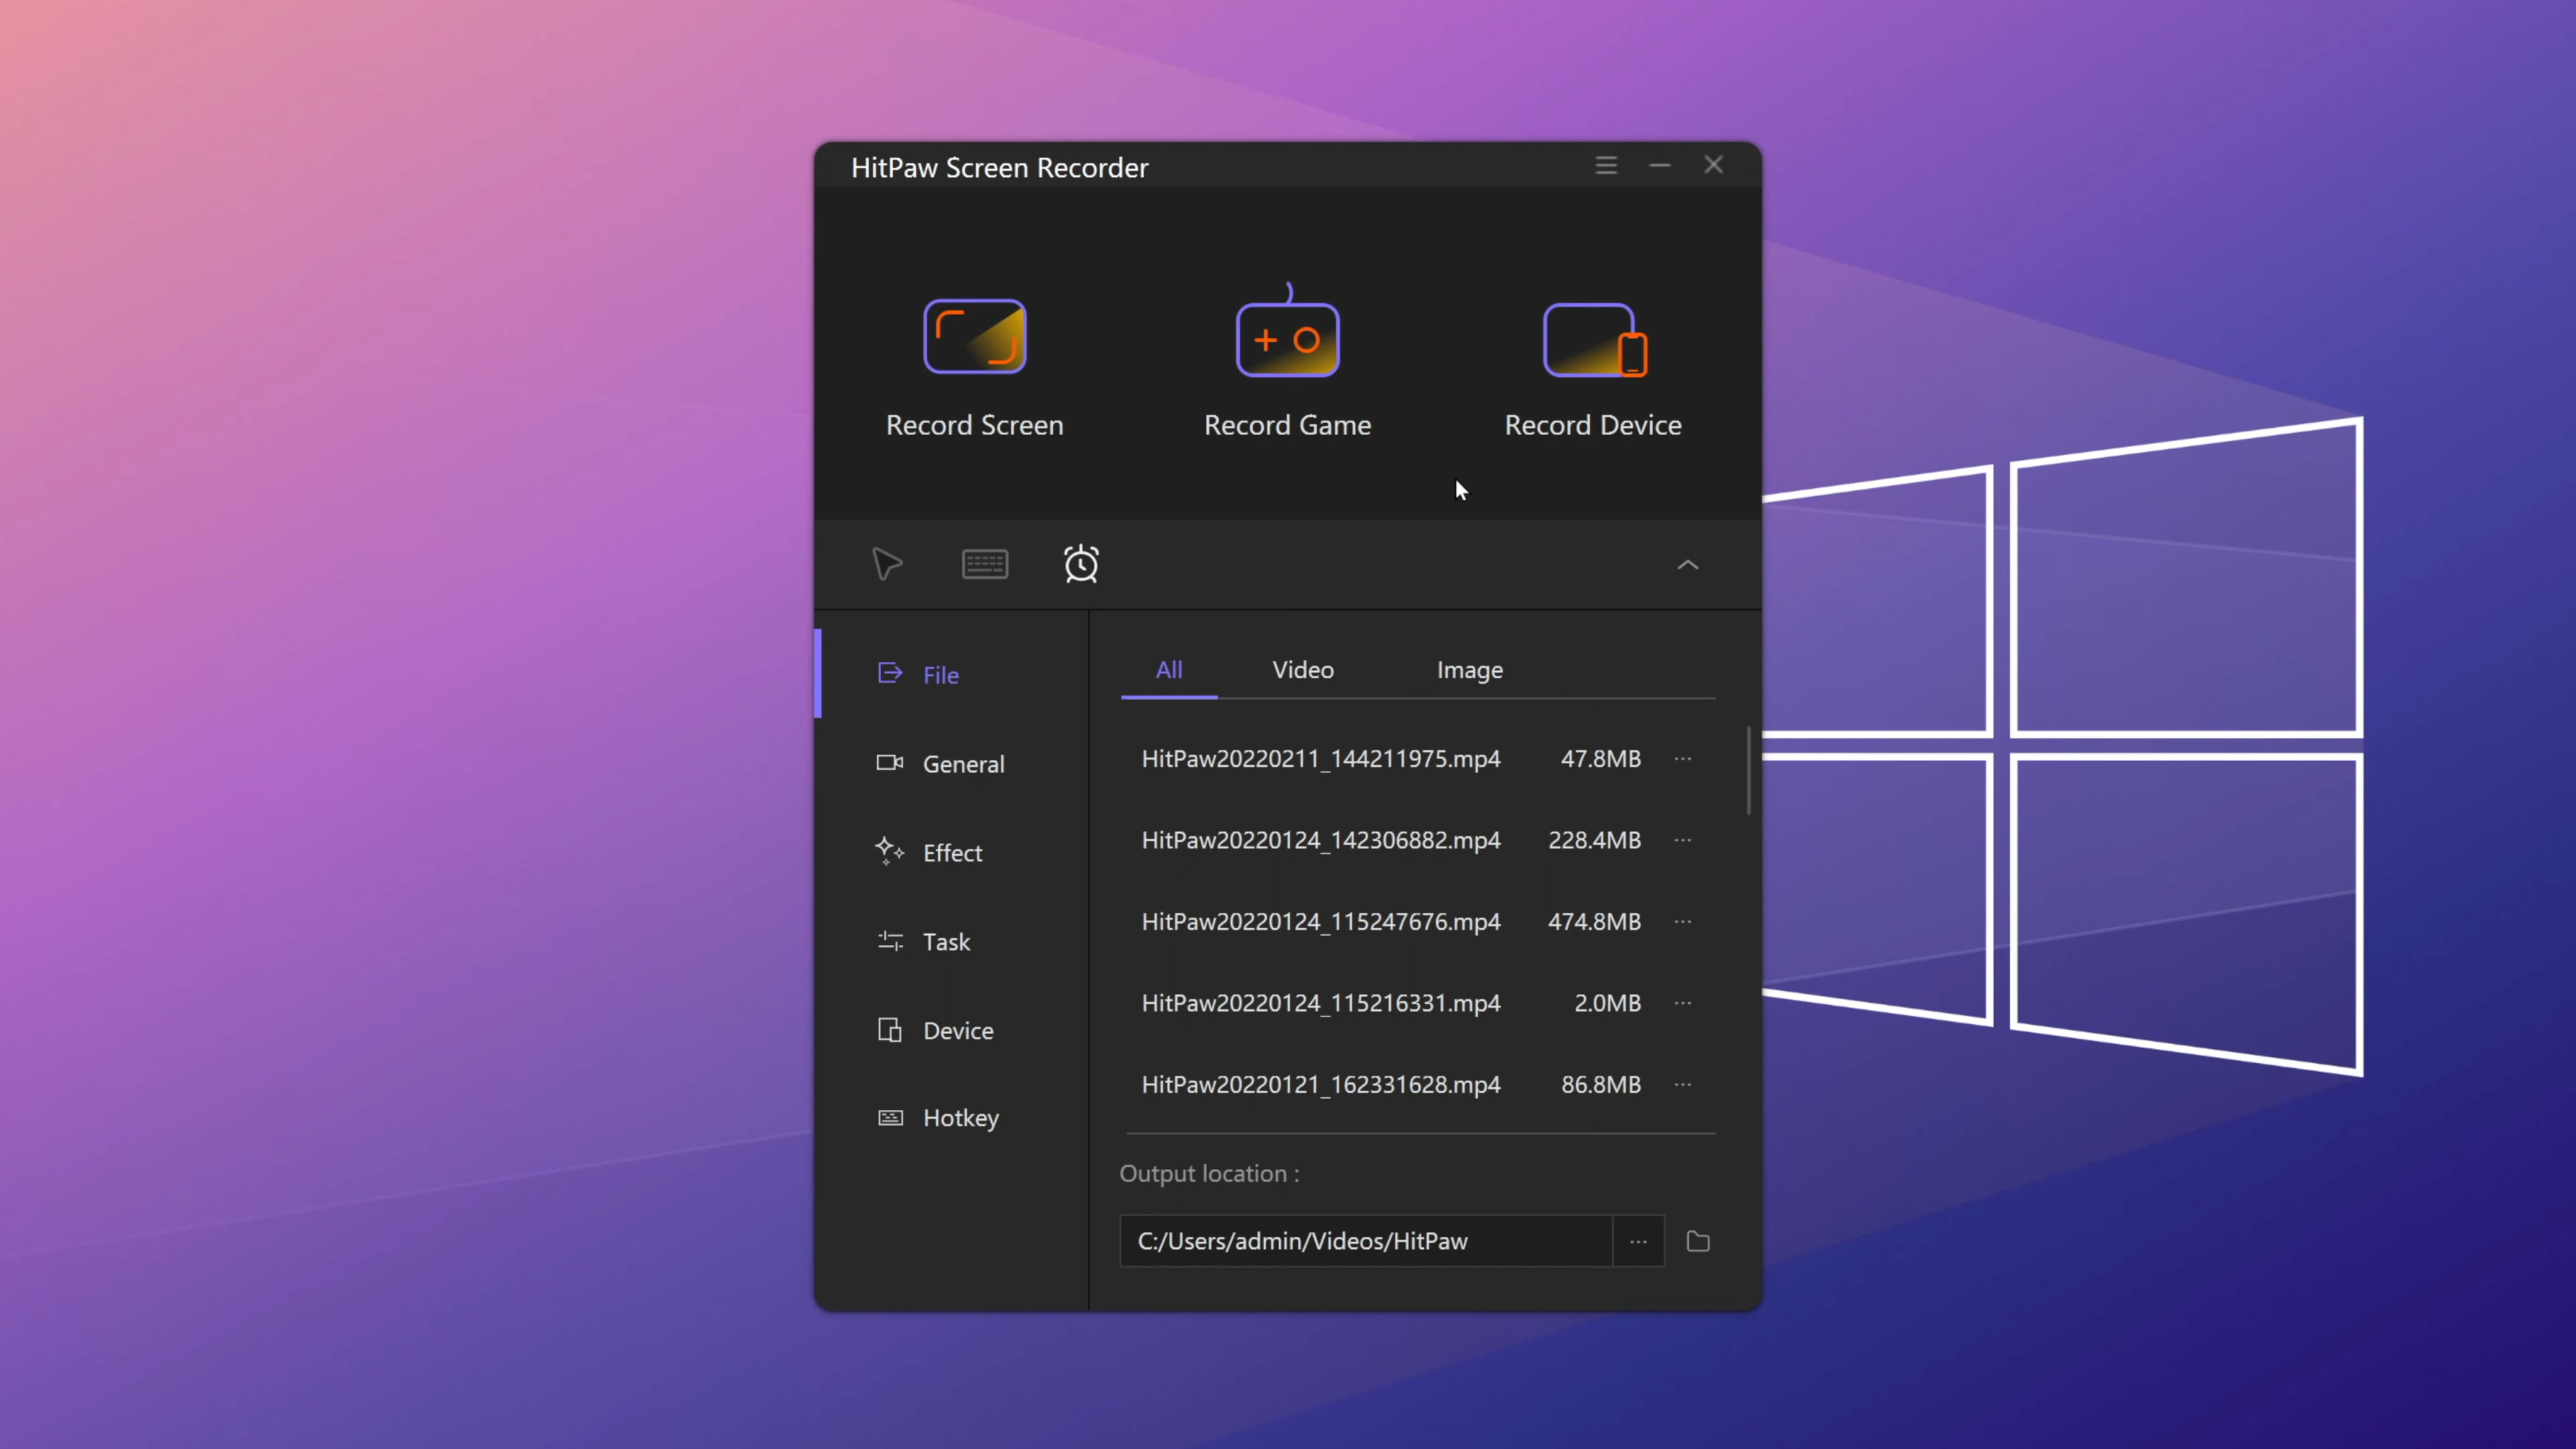 HitPaw Screen Recorder
Record Screen
Record Game
Record Device
File
General
Effect
Task
Device
Hotkey
All Video Image
HitPaw20220211_144211975.mp4 47.8MB ...
HitPaw20220124_142306882.mp4 228.4MB ...
HitPaw20220124_115247676.mp4 474.8MB ...
HitPaw20220124_115216331.mp4 2.0MB ...
HitPaw20220121_162331628.mp4 86.8MB ...
Output location :
C:/Users/admin/Videos/HitPaw ...